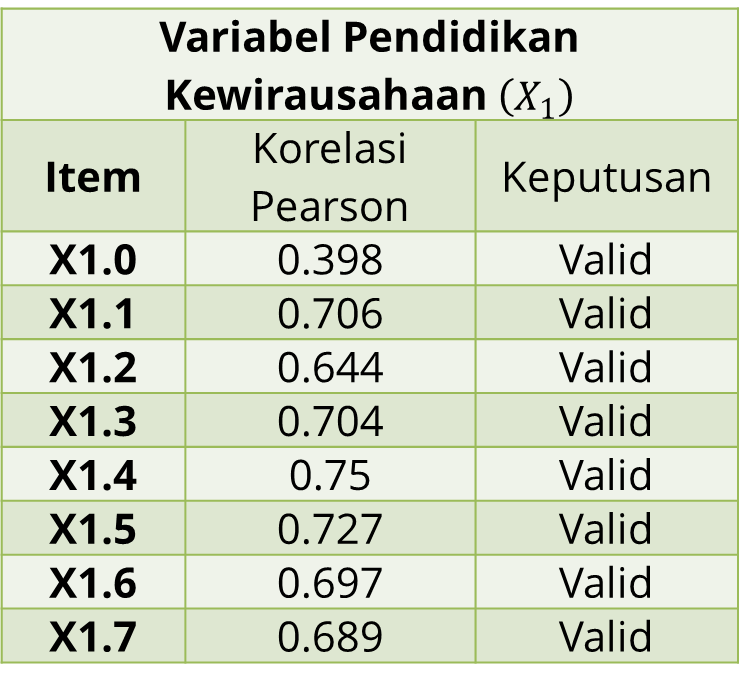 Variabel Pendidikan
Kewirausahaan (X₁)
Item Korelasi Pearson Keputusan
X1.0 0.398 Valid
X1.1 0.706 Valid
X1.2 0.644 Valid
X1.3 0.704 Valid
X1.4 0.75 Valid
X1.5 0.727 Valid
X1.6 0.697 Valid
X1.7 0.689 Valid